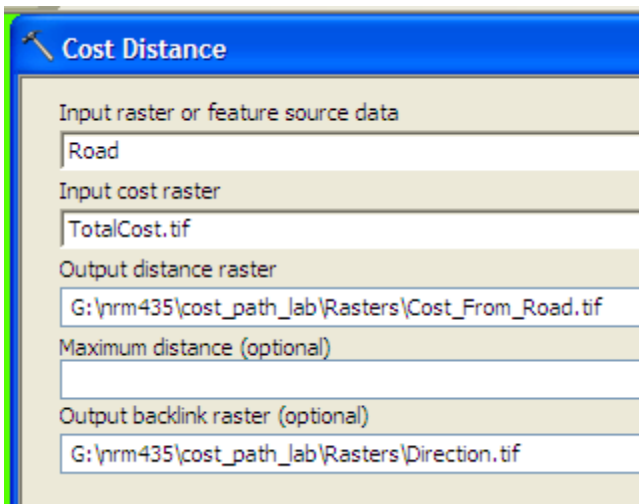 Cost Distance
Input raster or feature source data
Road
Input cost raster
TotalCost.tif
Output distance raster
G:\nrm435\cost_path_lab\Rasters\Cost_From_Road.tif
Maximum distance (optional)
Output backlink raster (optional)
G:\nrm435\cost_path_lab\Rasters\Direction.tif